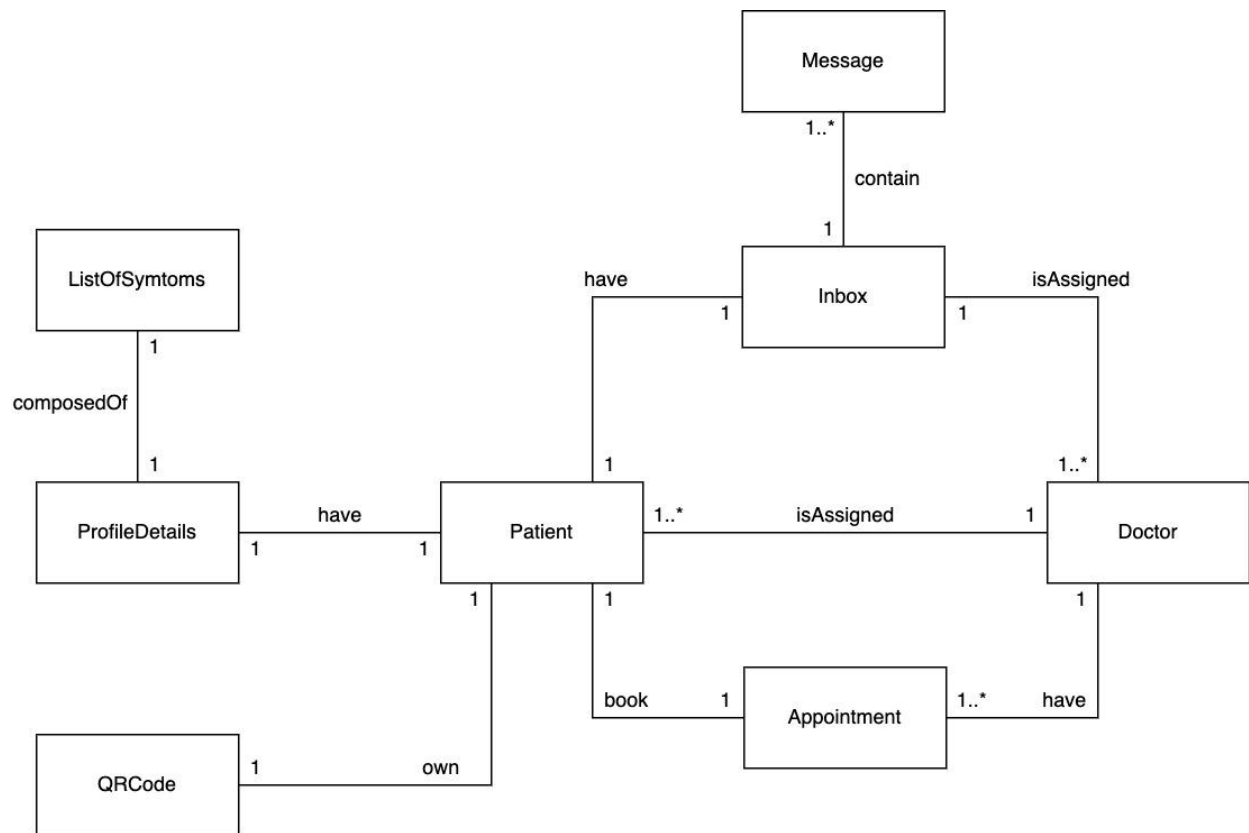 Message
1..*
contain
1
ListOfSymtoms
have
Inbox
isAssigned
1
1
1
composedOf
1
1
1..*
ProfileDetails
have
Patient
1..*
isAssigned
1
Doctor
1
1
1
1
1
book
1
Appointment
1..*
have
QRCode
1
own